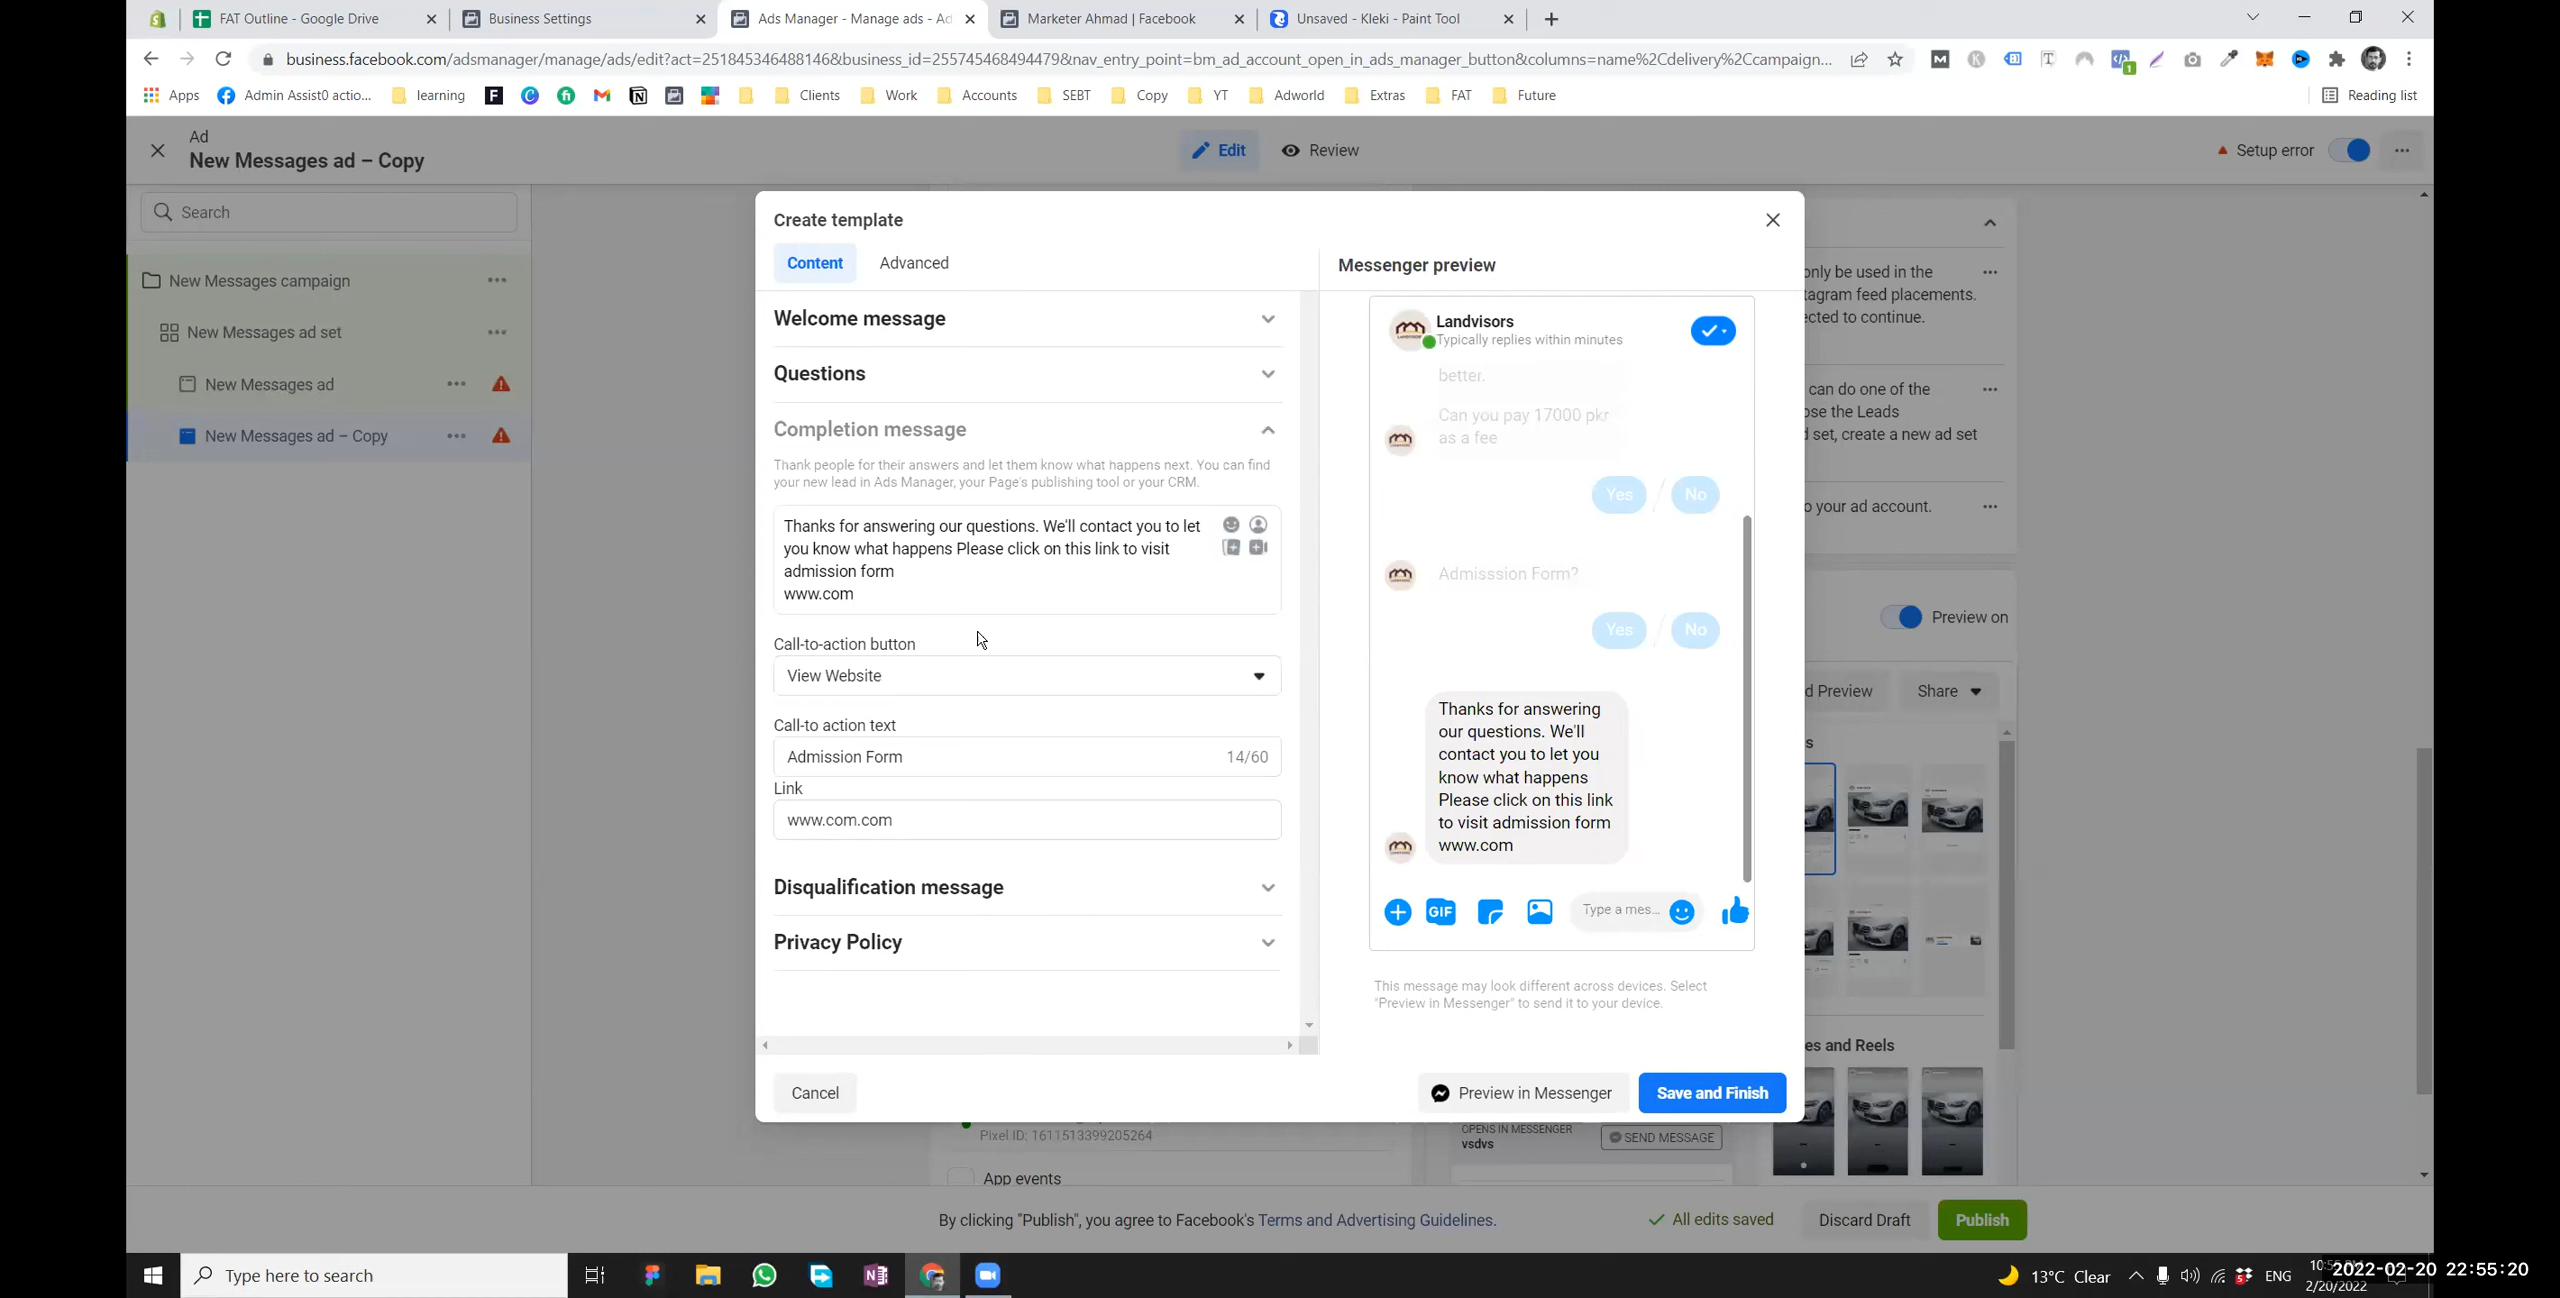 FAT Outline - Google Drive
Business Settings
Ads Manager - Manage ads - Ad
Marketer Ahmad | Facebook
Unsaved - Kleki - Paint Tool
business.facebook.com/adsmanager/manage/ads/edit?act=251845346488146&business_id=255745468494479&nav_entry_point=bm_ad_account_open_in_ads_manager_button&columns=name%2Cdelivery%2Ccampaign...
Apps
Admin Assist0 actio...
learning
Clients
Work
Accounts
SEBT
Copy
YT
Adworld
Extras
FAT
Future
Reading list
Ad
New Messages ad – Copy
Edit
Review
Setup error
Search
New Messages campaign
New Messages ad set
New Messages ad
New Messages ad – Copy
Create template
Content
Advanced
Welcome message
Questions
Completion message
Thank people for their answers and let them know what happens next. You can find
your new lead in Ads Manager, your Page's publishing tool or your CRM.
Thanks for answering our questions. We'll contact you to let
you know what happens Please click on this link to visit
admission form
www.com
Call-to-action button
View Website
Call-to action text
Admission Form
14/60
Link
www.com.com
Disqualification message
Privacy Policy
Cancel
Messenger preview
Landvisors
Typically replies within minutes
better.
Can you pay 17000 pkr
as a fee
Yes / No
Admisssion Form?
Yes / No
Thanks for answering
our questions. We'll
contact you to let you
know what happens
Please click on this link
to visit admission form
www.com
GIF
Type a mes...
This message may look different across devices. Select
"Preview in Messenger" to send it to your device.
Preview in Messenger
Save and Finish
only be used in the
tagram feed placements.
ected to continue.
can do one of the
ose the Leads
d set, create a new ad set
o your ad account.
Preview on
d Preview
Share
s
es and Reels
Pixel ID: 1611513399205264
App events
OPENS IN MESSENGER
vsdvs
SEND MESSAGE
By clicking "Publish", you agree to Facebook's Terms and Advertising Guidelines.
All edits saved
Discard Draft
Publish
Type here to search
13°C Clear
ENG
2/20/2022
2022-02-20 22:55:20